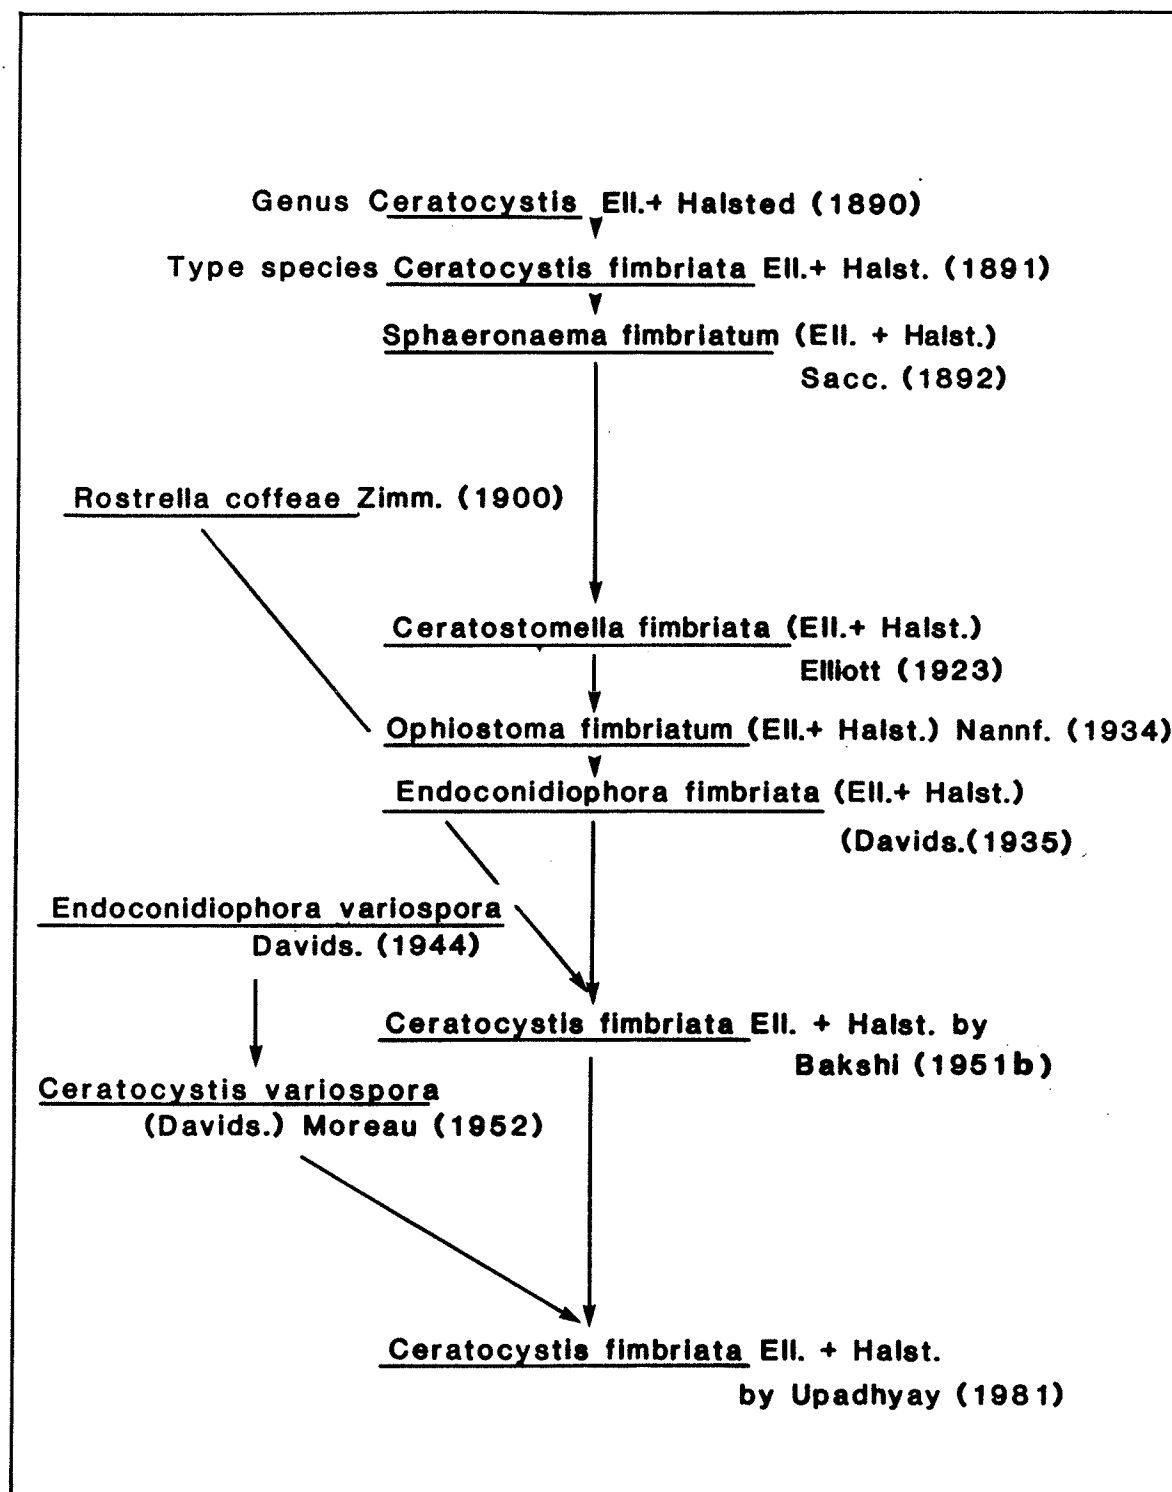 Genus Ceratocystis Ell.+ Halsted (1890)
Type species Ceratocystis fimbriata Ell.+ Halst. (1891)
Sphaeronaema fimbriatum (Ell. + Halst.)
Sacc. (1892)
Rostrella coffeae Zimm. (1900)
Ceratostomella fimbriata (Ell.+ Halst.)
Elliott (1923)
Ophiostoma fimbriatum (Ell.+ Halst.) Nannf. (1934)
Endoconidiophora fimbriata (Ell.+ Halst.)
(Davids.(1935)
Endoconidiophora variospora
Davids. (1944)
Ceratocystis fimbriata Ell. + Halst. by
Bakshi (1951b)
Ceratocystis variospora
(Davids.) Moreau (1952)
Ceratocystis fimbriata Ell. + Halst.
by Upadhyay (1981)